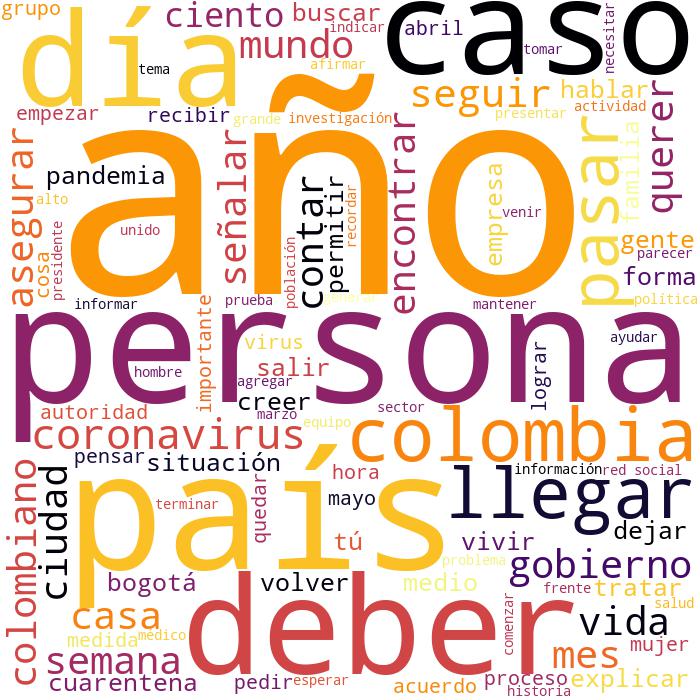 grupo
ciento
buscar
indicar
caso
abril
necesitar
día
tema
mundo
afirmar
tomar
seguir
hablar
empezar
recibir
grande
investigación
presentar
actividad
querer
asegurar
pandemia
señalar
año
contar
permitir
recordar
encontrar
empresa
venir
pasar
familia
alto
cosa
presidente
unido
población
gente
parecer
forma
política
informar
importante
prueba
generar
mantener
persona
virus
hombre
salir
agregar
creer
marzo
lograr
ayudar
autoridad
equipo
sector
coronavirus
colombia
colombiano
ciudad
pensar
situación
país
terminar
quedar
hora
mayo
tú
llegar
información
red social
dejar
vivir
problema
gobierno
bogotá
volver
medio
frente
tratar
casa
deber
comenzar
vida
salud
medida
médico
semana
mes
mujer
cuarentena
pedir
esperar
acuerdo
proceso
explicar
historia